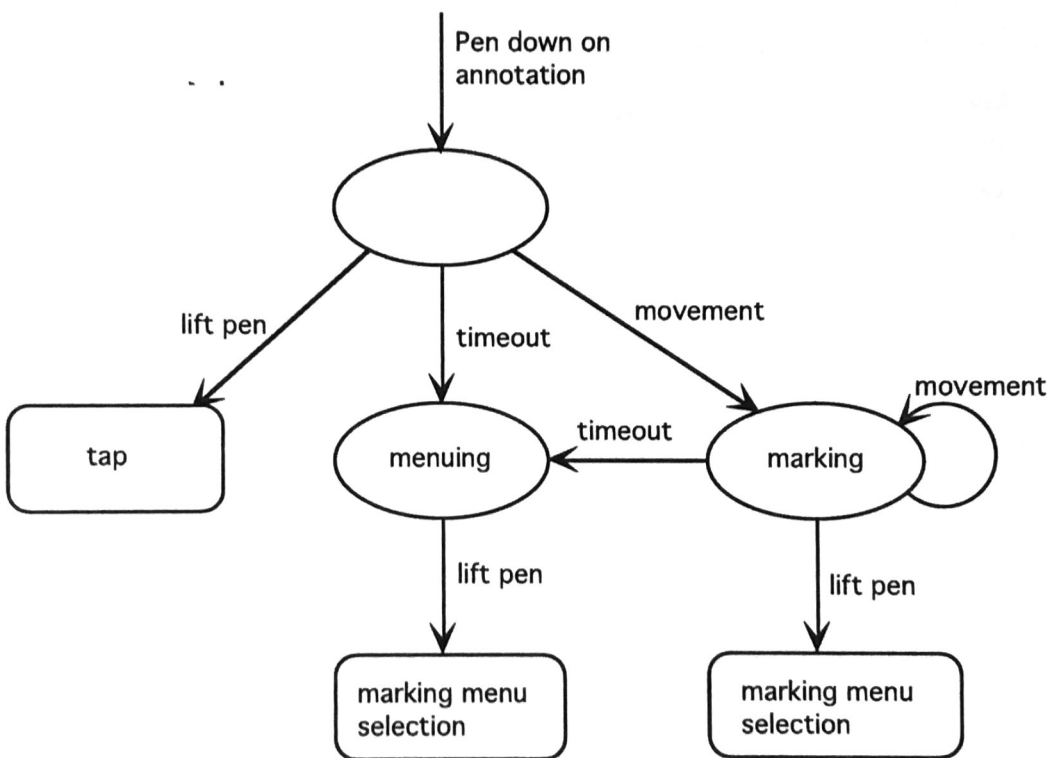 Pen down on
annotation
lift pen
timeout
movement
movement
timeout
tap
menuing
marking
lift pen
lift pen
marking menu
selection
marking menu
selection